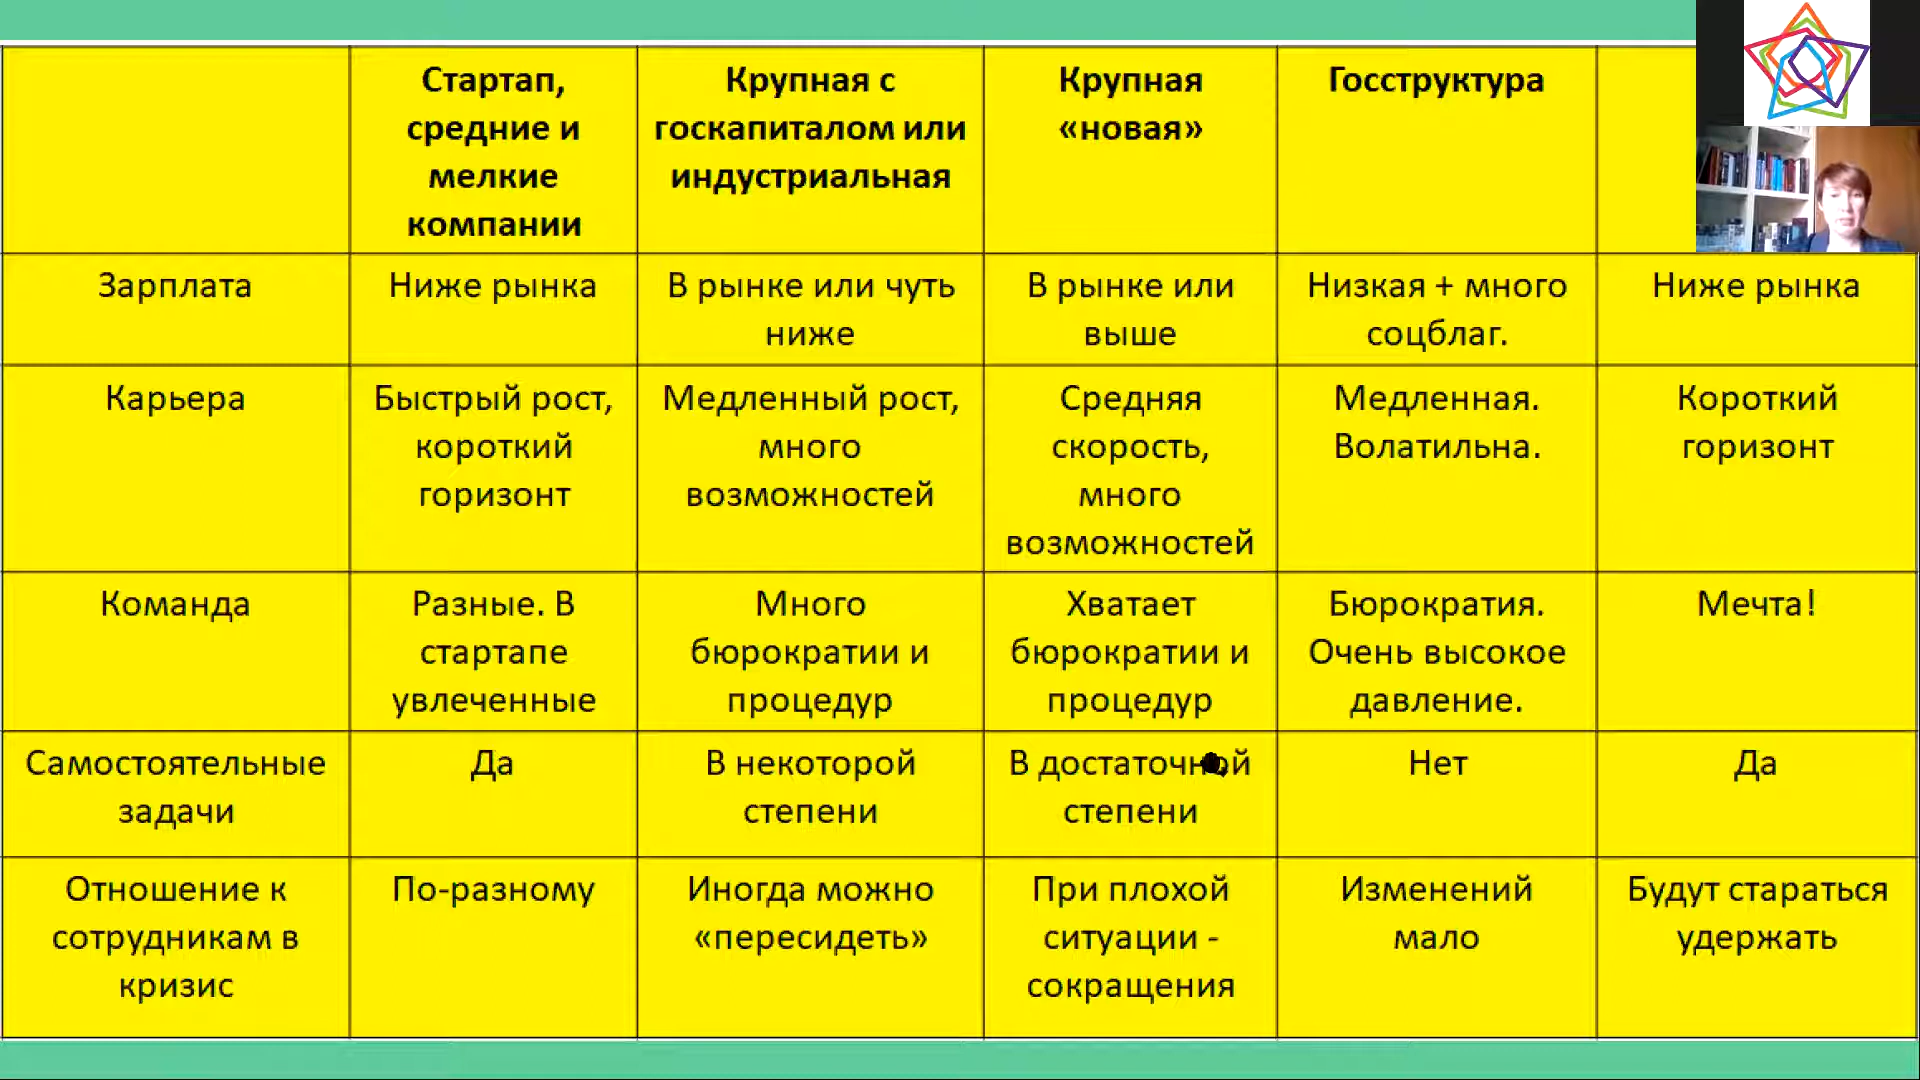 Стартап,
средние и
мелкие
компании
Крупная с
госкапиталом или
индустриальная
Крупная
«новая»
Госструктура
Зарплата
Ниже рынка
В рынке или чуть
ниже
В рынке или
выше
Низкая + много
соцблаг.
Ниже рынка
Карьера
Быстрый рост,
короткий
горизонт
Медленный рост,
много
возможностей
Средняя
скорость,
много
возможностей
Медленная.
Волатильна.
Короткий
горизонт
Команда
Разные. В
стартапе
увлеченные
Много
бюрократии и
процедур
Хватает
бюрократии и
процедур
Бюрократия.
Очень высокое
давление.
Мечта!
Самостоятельные
задачи
Да
В некоторой
степени
В достаточной
степени
Нет
Да
Отношение к
сотрудникам в
кризис
По-разному
Иногда можно
«пересидеть»
При плохой
ситуации -
сокращения
Изменений
мало
Будут стараться
удержать